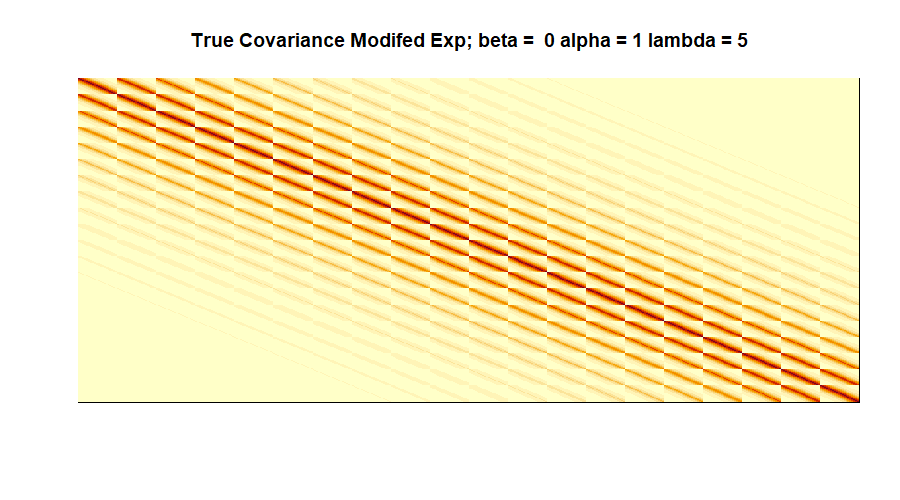 True Covariance Modifed Exp; beta =  0 alpha = 1 lambda = 5